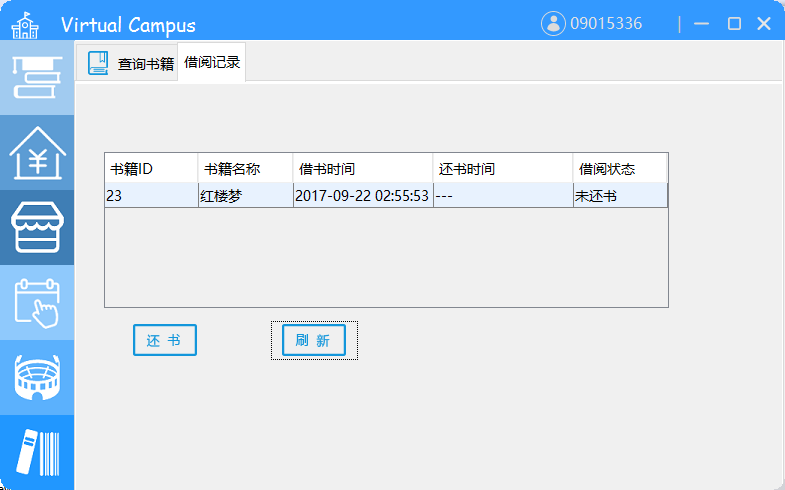 Virtual Campus 09015336
查询书籍 借阅记录
书籍ID 书籍名称 借书时间 还书时间 借阅状态
23 红楼梦 2017-09-22 02:55:53 --- 未还书
还 书 刷 新